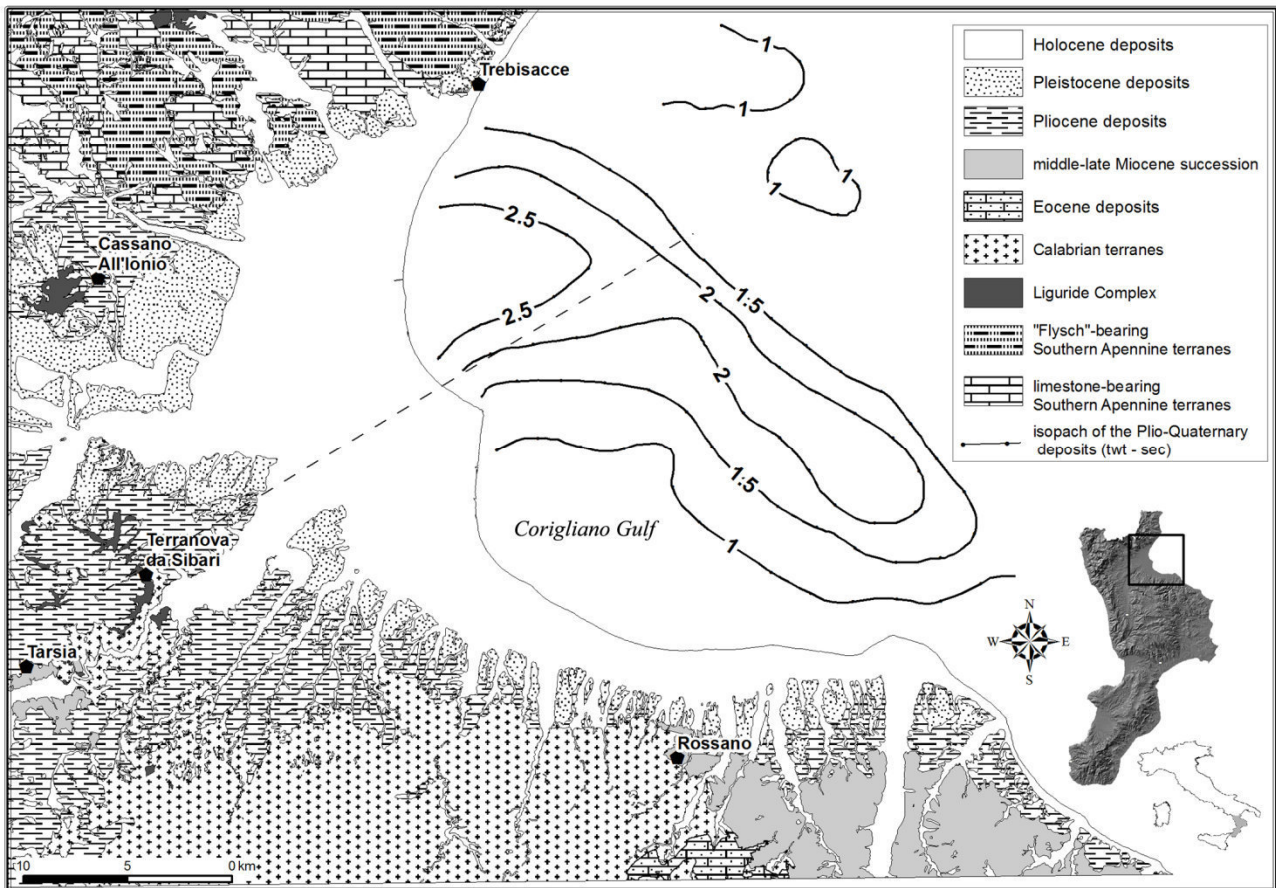 Trebisacce
Cassano
All'Ionio
Terranova
da Sibari
Tarsia
Rossano
Corigliano Gulf
1
1
1
1
2.5
2.5
2
1.5
2
1.5
1
Holocene deposits
Pleistocene deposits
Pliocene deposits
middle-late Miocene succession
Eocene deposits
Calabrian terranes
Liguride Complex
"Flysch"-bearing
Southern Apennine terranes
limestone-bearing
Southern Apennine terranes
isopach of the Plio-Quaternary
deposits (twt - sec)
N
W E
S
10 5 0 km